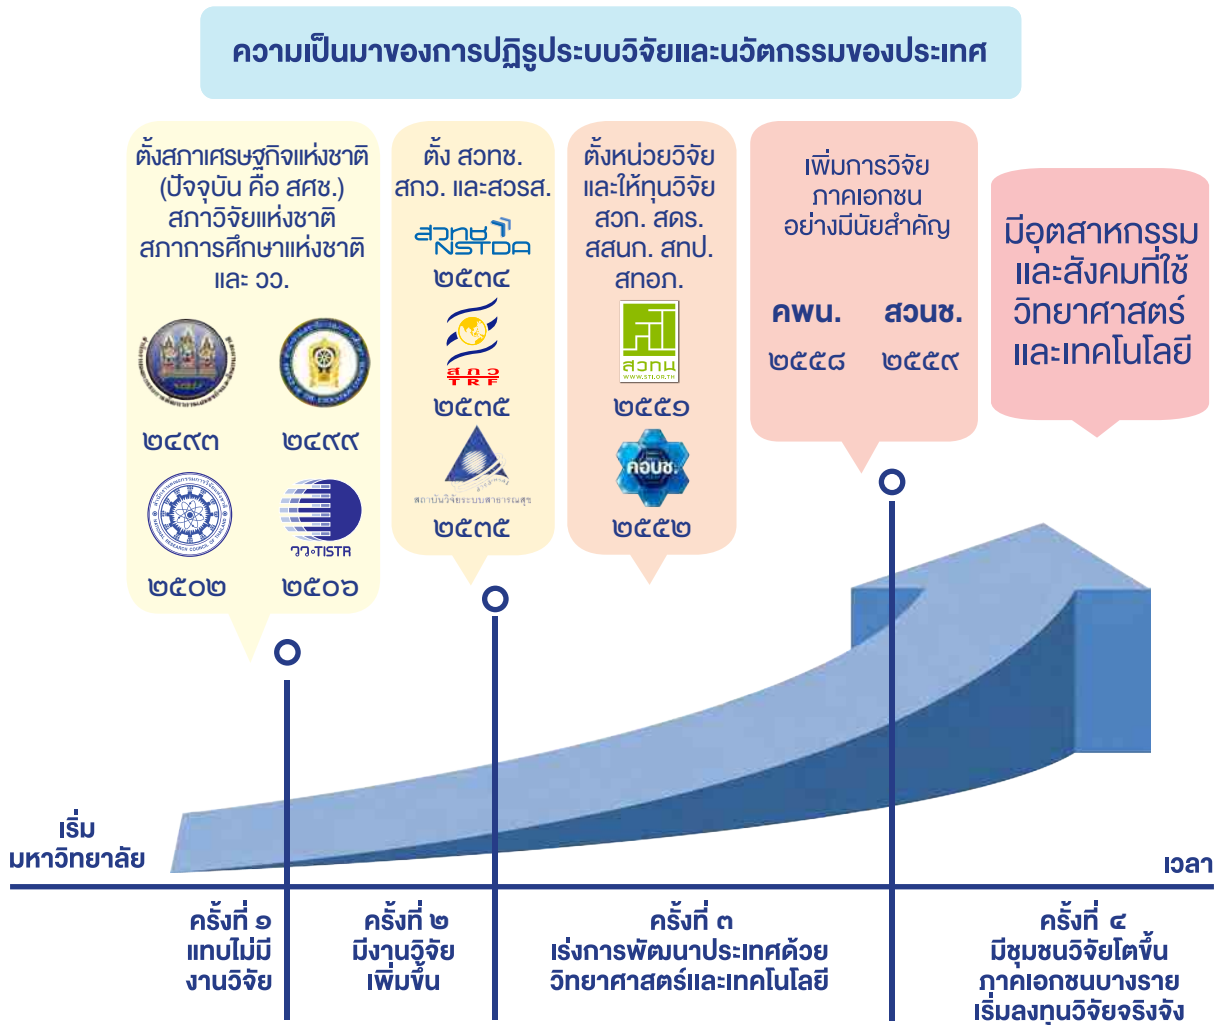 ความเป็นมาของการปฏิรูประบบวิจัยและนวัตกรรมของประเทศ
ตั้งสภาเศรษฐกิจแห่งชาติ
(ปัจจุบัน คือ สศช.)
สภาวิจัยแห่งชาติ
สภาการศึกษาแห่งชาติ
และ วว.
๒๔๙๓
๒๔๙๙
วว•TISTR
๒๕๐๒
๒๕๐๖
ตั้ง สวทช.
สกว. และสวรส.
สวทช
NSTDA
๒๕๓๔
สกว
TRF
๒๕๓๕
สถาบันวิจัยระบบสาธารณสุข
๒๕๓๕
ตั้งหน่วยวิจัย
และให้ทุนวิจัย
สวก. สดร.
สสนก. สทป.
สทอภ.
สวทน
WWW.STI.OR.TH
๒๕๕๑
คอบช.
๒๕๕๒
เพิ่มการวิจัย
ภาคเอกชน
อย่างมีนัยสำคัญ
คพน.
สวนช.
๒๕๕๘
๒๕๕๙
มีอุตสาหกรรม
และสังคมที่ใช้
วิทยาศาสตร์
และเทคโนโลยี
เริ่ม
มหาวิทยาลัย
เวลา
ครั้งที่ ๑
แทบไม่มี
งานวิจัย
ครั้งที่ ๒
มีงานวิจัย
เพิ่มขึ้น
ครั้งที่ ๓
เร่งการพัฒนาประเทศด้วย
วิทยาศาสตร์และเทคโนโลยี
ครั้งที่ ๔
มีชุมชนวิจัยโตขึ้น
ภาคเอกชนบางราย
เริ่มลงทุนวิจัยจริงจัง